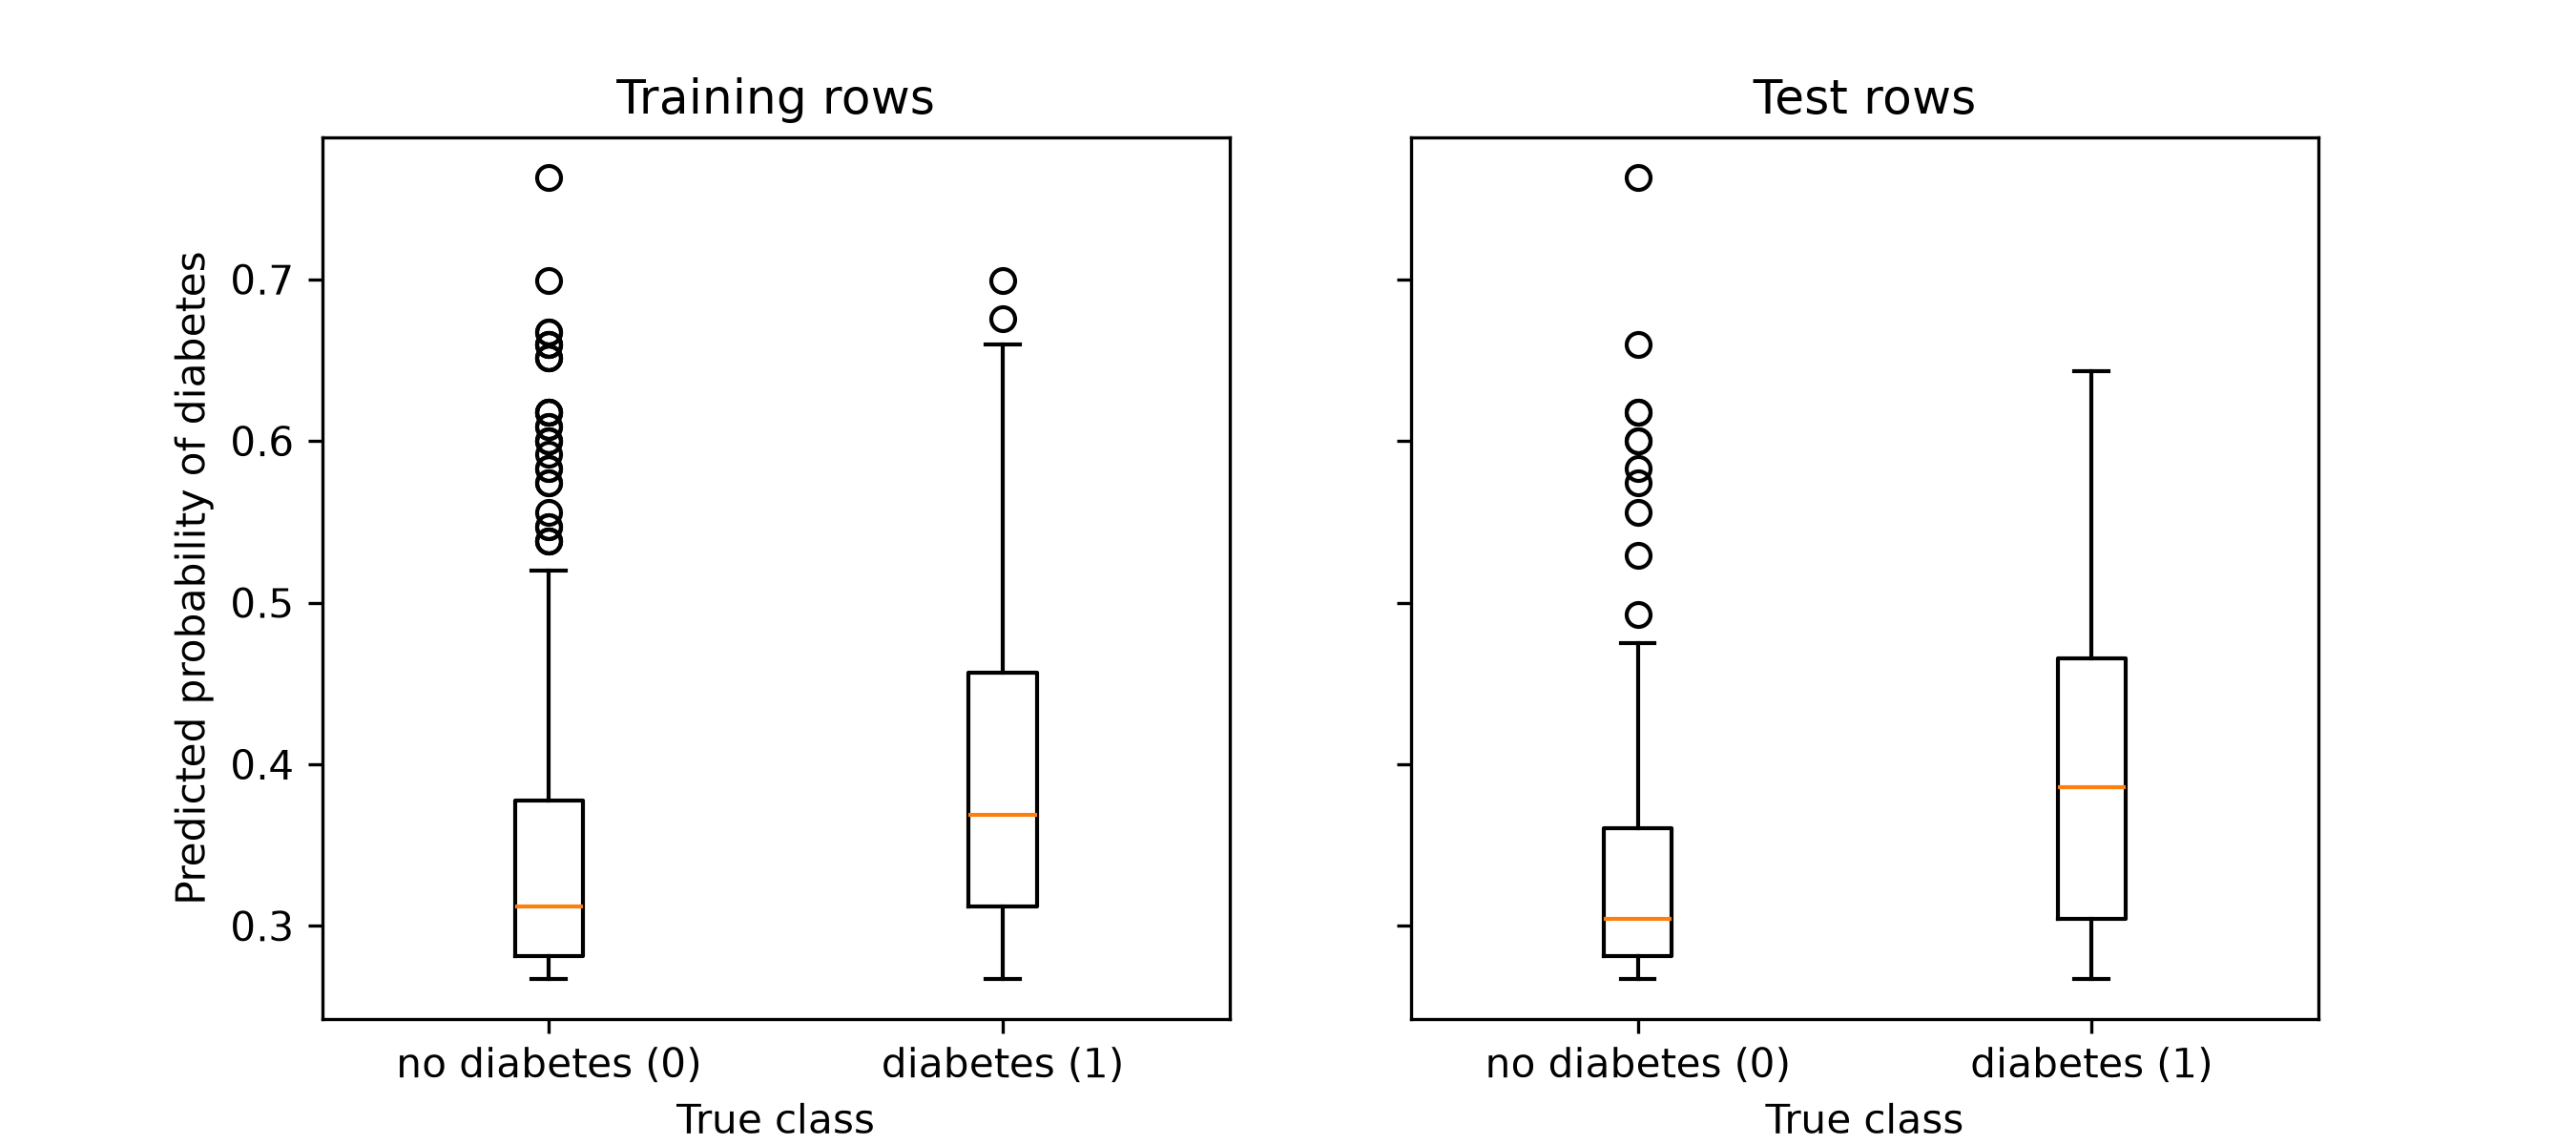 Training rows
Test rows
Predicted probability of diabetes
0.7
0.6
0.5
0.4
0.3
no diabetes (0)
diabetes (1)
True class
no diabetes (0)
diabetes (1)
True class